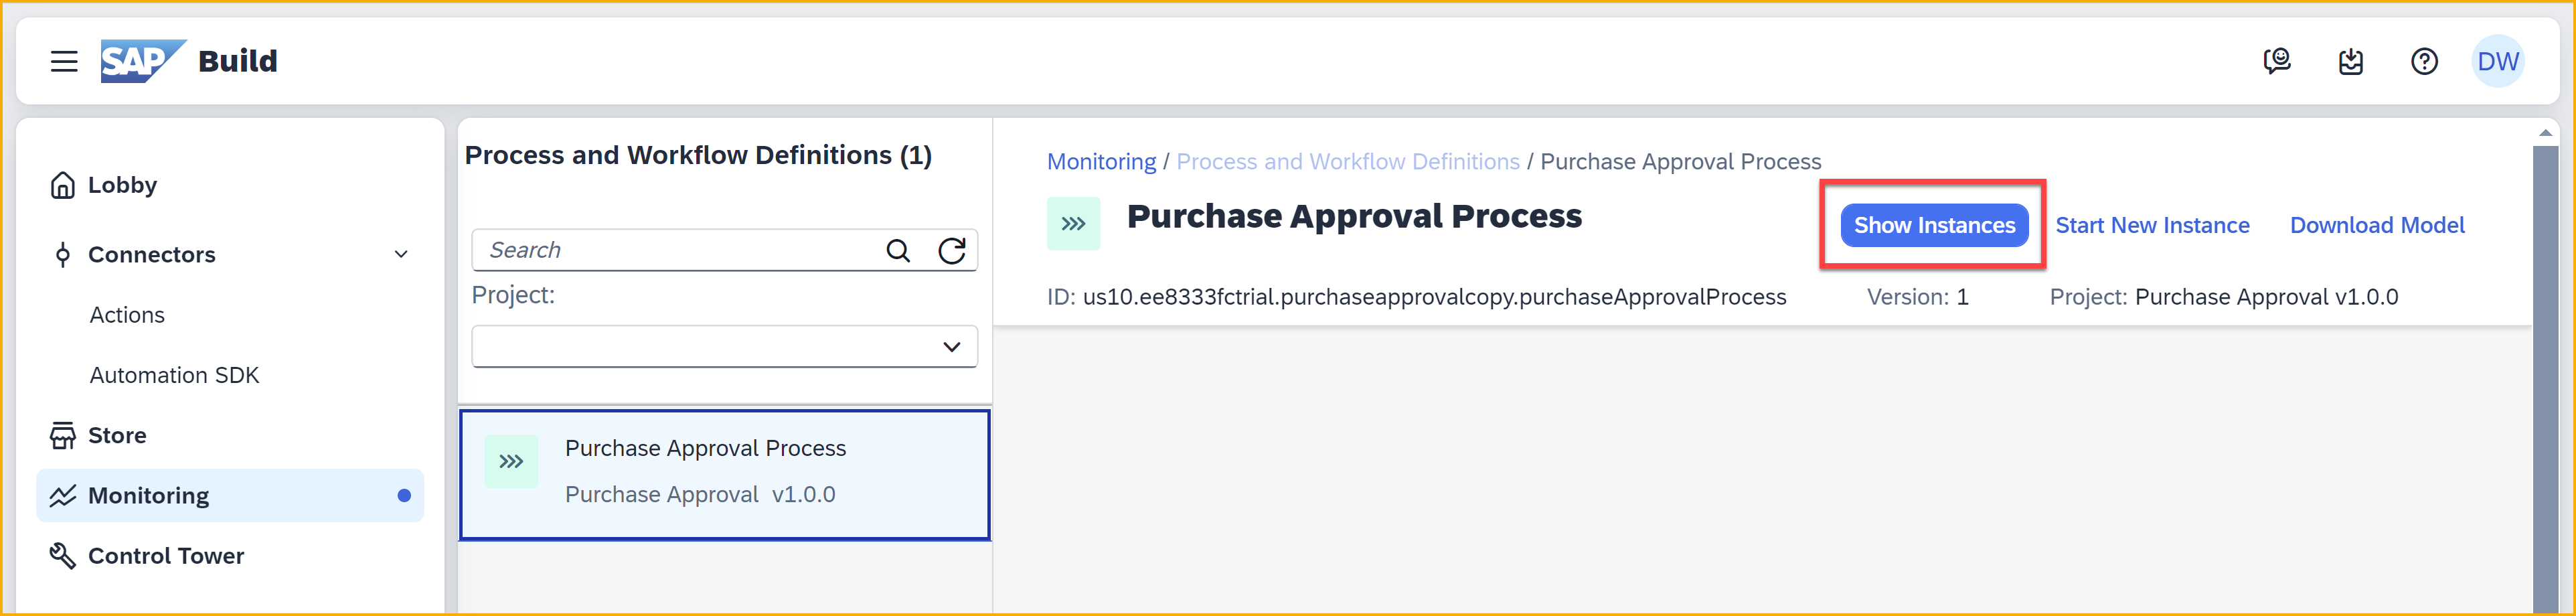 SAP Build
DW
Lobby
Connectors
Actions
Automation SDK
Store
Monitoring
Control Tower
Process and Workflow Definitions (1)
Search
Project:
Purchase Approval Process
Purchase Approval v1.0.0
Monitoring / Process and Workflow Definitions / Purchase Approval Process
Purchase Approval Process
Show Instances
Start New Instance
Download Model
ID: us10.ee8333fctrial.purchaseapprovalcopy.purchaseApprovalProcess
Version: 1
Project: Purchase Approval v1.0.0